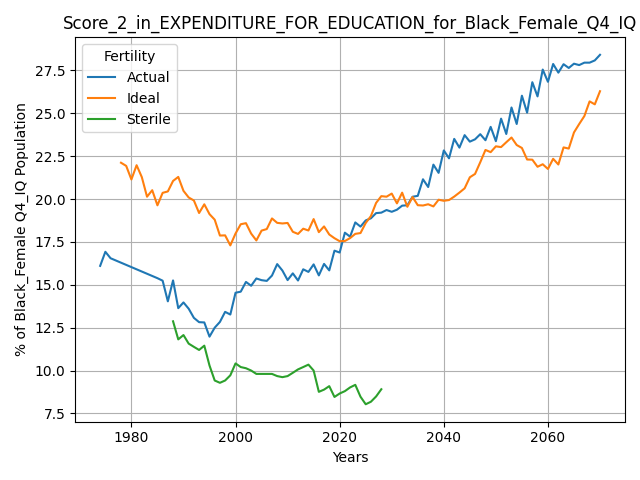 Score_2_in_EXPENDITURE_FOR_EDUCATION_for_Black_Female_Q4_IQ
Fertility
Actual
Ideal
Sterile
% of Black_Female Q4_IQ Population
27.5
25.0
22.5
20.0
17.5
15.0
12.5
10.0
7.5
1980 2000 2020 2040 2060
Years